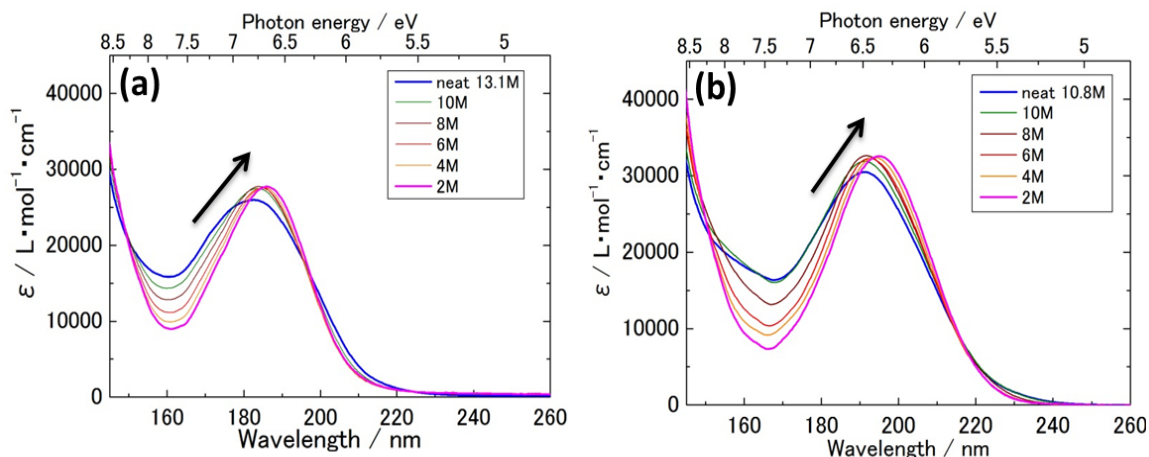 Photon energy / eV
8.5 8 7.5 7 6.5 6 5.5 5
(a)
neat 13.1M
10M
8M
6M
4M
2M
40000
30000
20000
10000
0
ε / L・mol⁻¹・cm⁻¹
160 180 200 220 240 260
Wavelength / nm
Photon energy / eV
8.5 8 7.5 7 6.5 6 5.5 5
(b)
neat 10.8M
10M
8M
6M
4M
2M
40000
30000
20000
10000
0
ε / L・mol⁻¹・cm⁻¹
160 180 200 220 240 260
Wavelength / nm